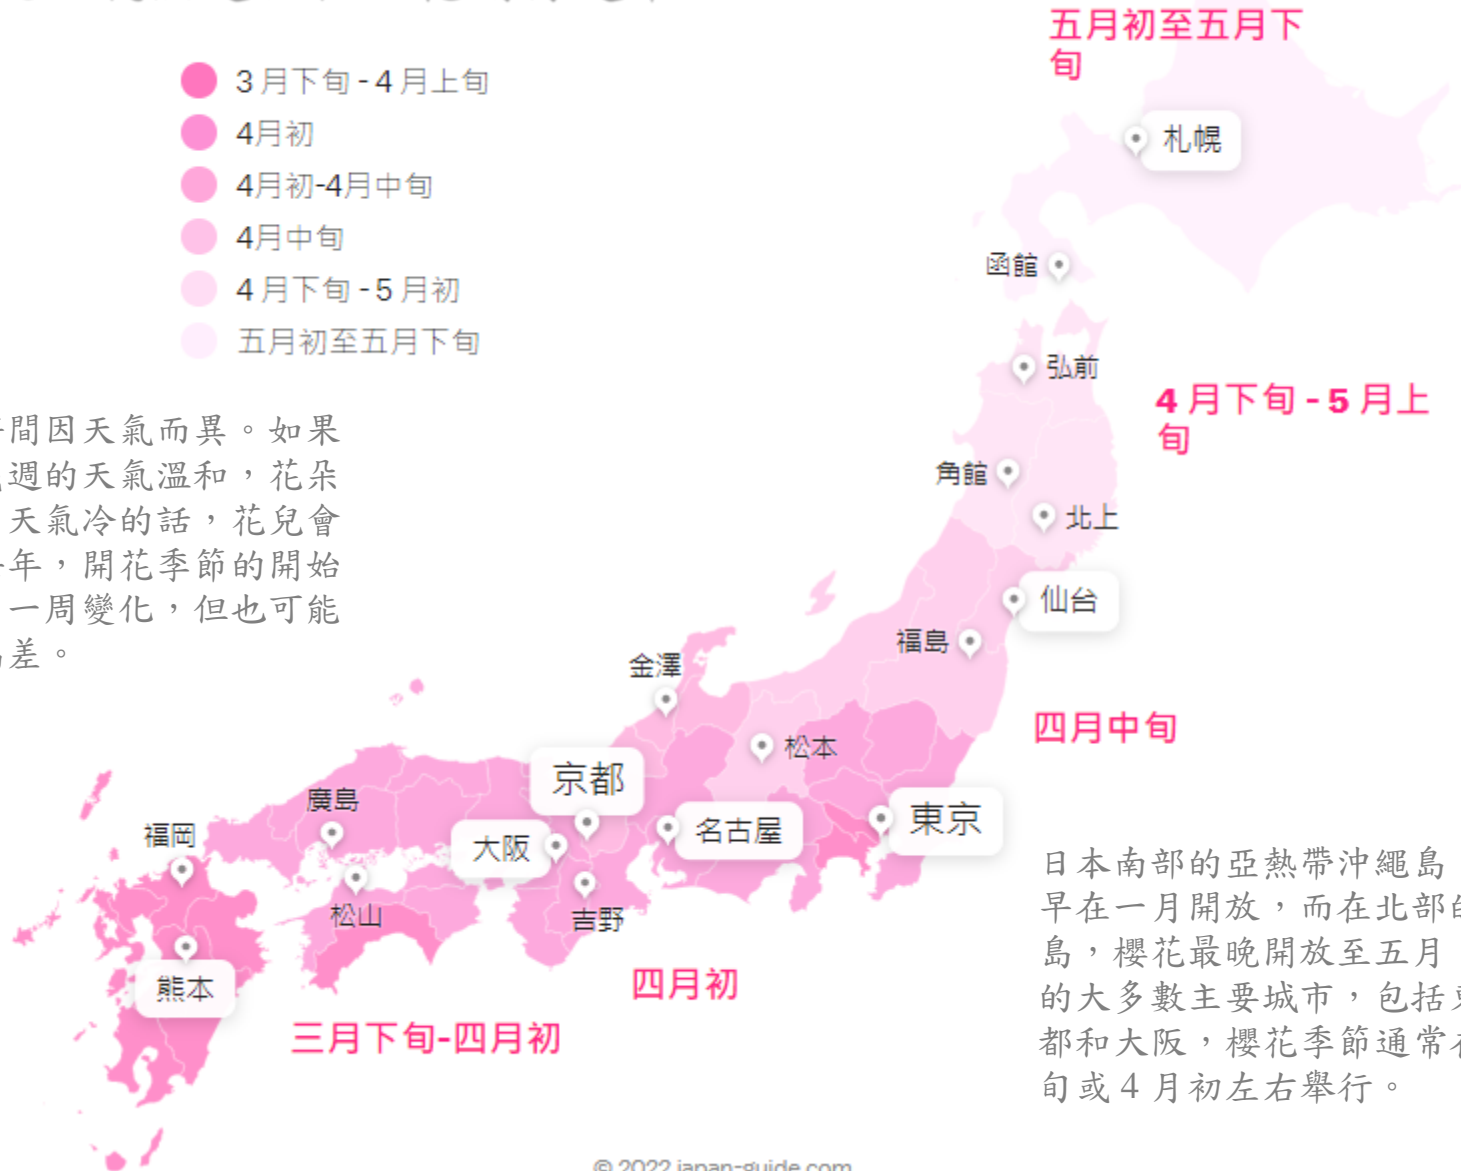 五月初至五月下
旬
3 月下旬 - 4 月上旬
4月初
4月初-4月中旬
4月中旬
4 月下旬 - 5 月初
五月初至五月下旬
札幌
函館
弘前
4 月下旬 - 5 月上
旬
間因天氣而異。如果
週的天氣溫和，花朵
天氣冷的話，花兒會
年，開花季節的開始
一周變化，但也可能
差。
角館
北上
仙台
福島
金澤
四月中旬
松本
京都
廣島
東京
名古屋
福岡
大阪
松山
吉野
熊本
四月初
三月下旬-四月初
日本南部的亞熱帶沖繩島
早在一月開放，而在北部的
島，櫻花最晚開放至五月
的大多數主要城市，包括東
都和大阪，櫻花季節通常在
旬或 4 月初左右舉行。
© 2022 japan-guide.com